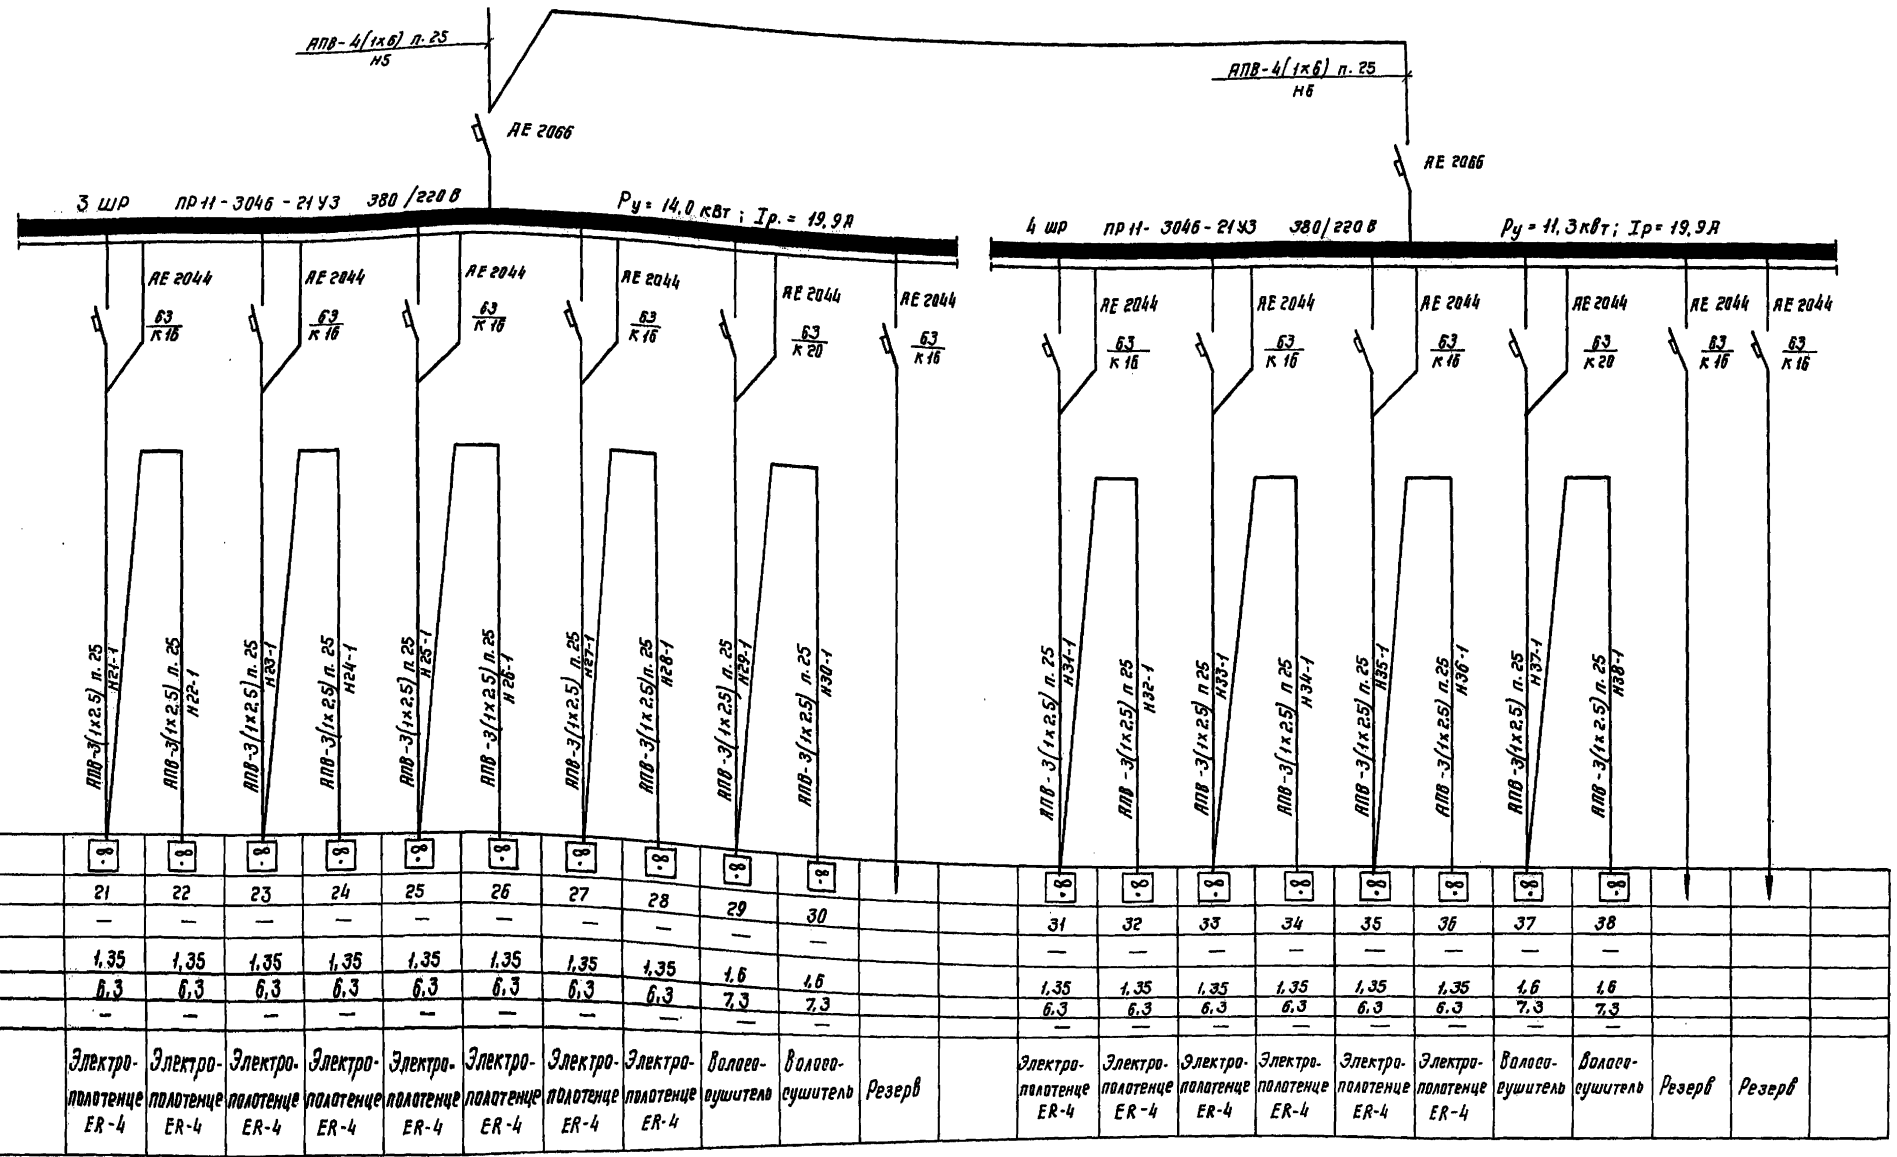 АПВ-4(1х6) п.25
Н5
АПВ-4(1х6) п.25
Н6
АЕ 2066
АЕ 2066
3 ШР ПР11-3046-21У3 380/220 В Ру= 14,0 кВт; Iр.= 19,9А
4 ШР ПР11-3046-21У3 380/220 В Ру= 11,3 кВт; Iр= 19,9А
АЕ 2044 АЕ 2044 АЕ 2044 АЕ 2044 АЕ 2044 АЕ 2044 АЕ 2044 АЕ 2044 АЕ 2044 АЕ 2044 АЕ 2044 АЕ 2044
63 63 63 63 63 63 63 63 63 63 63 63
К16 К16 К16 К16 К20 К16 К16 К16 К16 К20 К16 К16
АПВ-3(1х2,5) п.25
Н21-1
АПВ-3(1х2,5) п.25
Н22-1
АПВ-3(1х2,5) п.25
Н23-1
АПВ-3(1х2,5) п.25
Н24-1
АПВ-3(1х2,5) п.25
Н25-1
АПВ-3(1х2,5) п.25
Н26-1
АПВ-3(1х2,5) п.25
Н27-1
АПВ-3(1х2,5) п.25
Н28-1
АПВ-3(1х2,5) п.25
Н29-1
АПВ-3(1х2,5) п.25
Н30-1
АПВ-3(1х2,5) п.25
Н31-1
АПВ-3(1х2,5) п.25
Н32-1
АПВ-3(1х2,5) п.25
Н33-1
АПВ-3(1х2,5) п.25
Н34-1
АПВ-3(1х2,5) п.25
Н35-1
АПВ-3(1х2,5) п.25
Н36-1
АПВ-3(1х2,5) п.25
Н37-1
АПВ-3(1х2,5) п.25
Н38-1
21 22 23 24 25 26 27 28 29 30 31 32 33 34 35 36 37 38
— — — — — — — — — — — — — — — — — —
1,35 1,35 1,35 1,35 1,35 1,35 1,35 1,35 1,6 1,6 1,35 1,35 1,35 1,35 1,35 1,35 1,6 1,6
6,3 6,3 6,3 6,3 6,3 6,3 6,3 6,3 7,3 7,3 6,3 6,3 6,3 6,3 6,3 6,3 7,3 7,3
— — — — — — — — — — — — — — — — — —
Электро- Электро- Электро- Электро- Электро- Электро- Электро- Электро- Волосо- Волосо- Электро- Электро- Электро- Электро- Электро- Электро- Волосо- Волосо-
полотенце полотенце полотенце полотенце полотенце полотенце полотенце полотенце сушитель сушитель Резерв полотенце полотенце полотенце полотенце полотенце полотенце сушитель сушитель Резерв Резерв
ER-4 ER-4 ER-4 ER-4 ER-4 ER-4 ER-4 ER-4 ER-4 ER-4 ER-4 ER-4 ER-4 ER-4